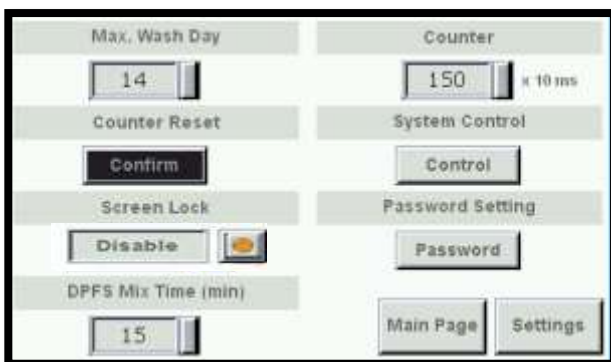 Max. Wash Day
14
Counter
150 x 10 ms
Counter Reset
Confirm
System Control
Control
Screen Lock
Disable
Password Setting
Password
DPFS Mix Time (min)
15
Main Page
Settings